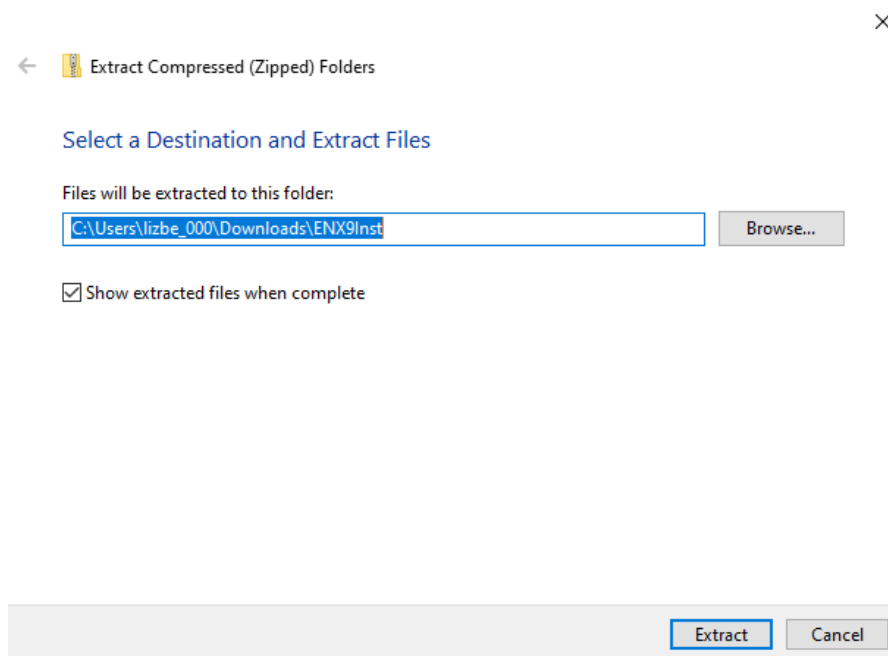 Extract Compressed (Zipped) Folders
Select a Destination and Extract Files
Files will be extracted to this folder:
C:\Users\lizbe_000\Downloads\ENX9Inst
Browse...
Show extracted files when complete
Extract
Cancel